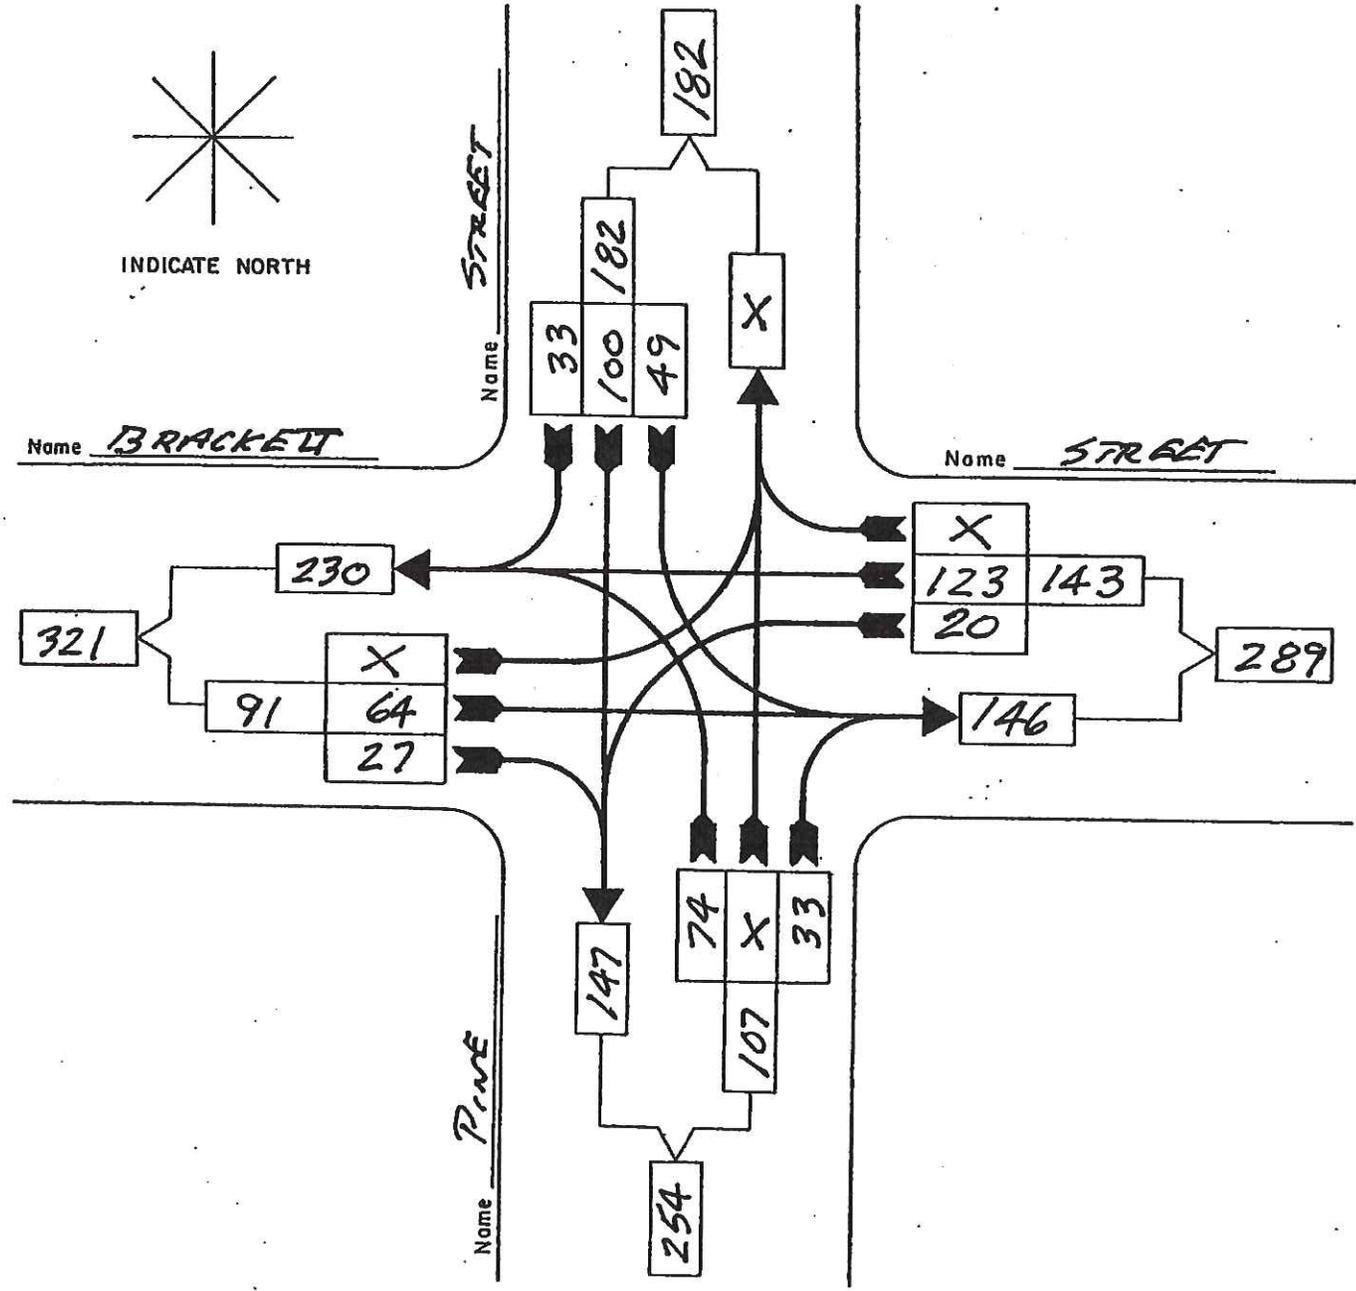 182
STREET
Name
INDICATE NORTH
182
33 100 49
X
Name BRACKETT
Name STREET
X
230
123 143
321
20
X
289
91 64
146
27
74 X 33
147
107
Name PINE
254